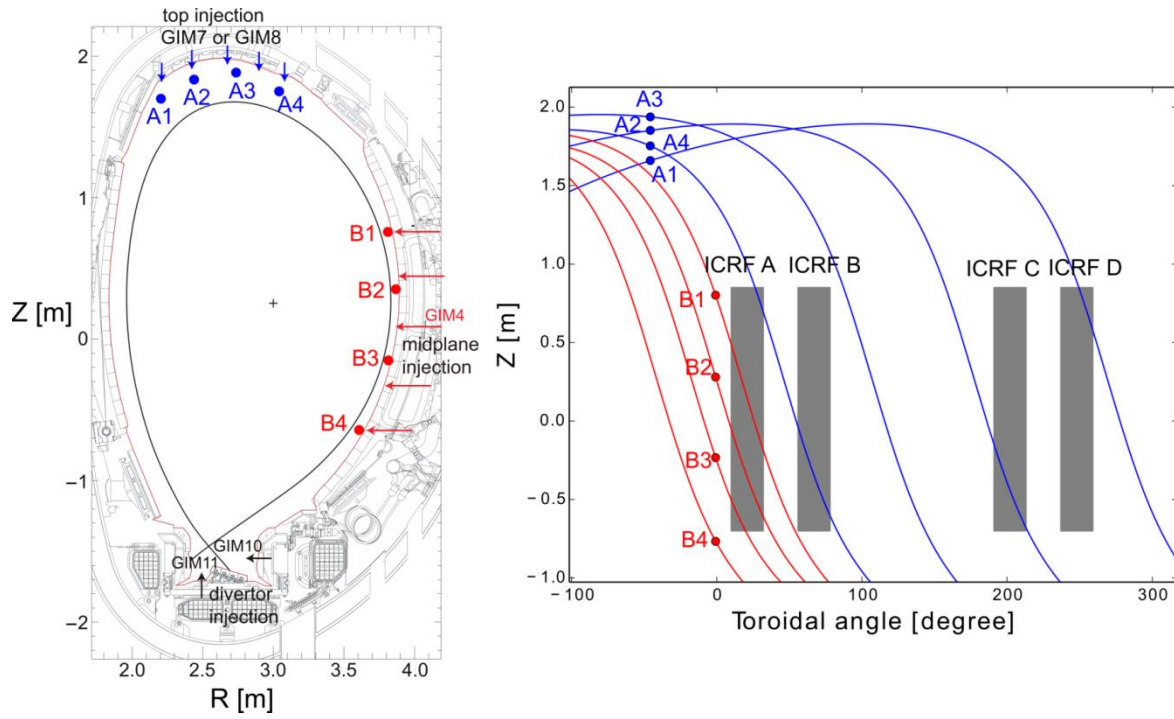 top injection
GIM7 or GIM8
A1
A2
A3
A4
B1
B2
B3
B4
GIM4
midplane
injection
GIM10
GIM11
divertor
injection
2
1
0
−1
−2
Z [m]
2.0 2.5 3.0 3.5 4.0
R [m]
A3
A2
A4
A1
ICRF A
ICRF B
ICRF C
ICRF D
B1
B2
B3
B4
2.0
1.5
1.0
0.5
0.0
−0.5
−1.0
Z [m]
−100 0 100 200 300
Toroidal angle [degree]